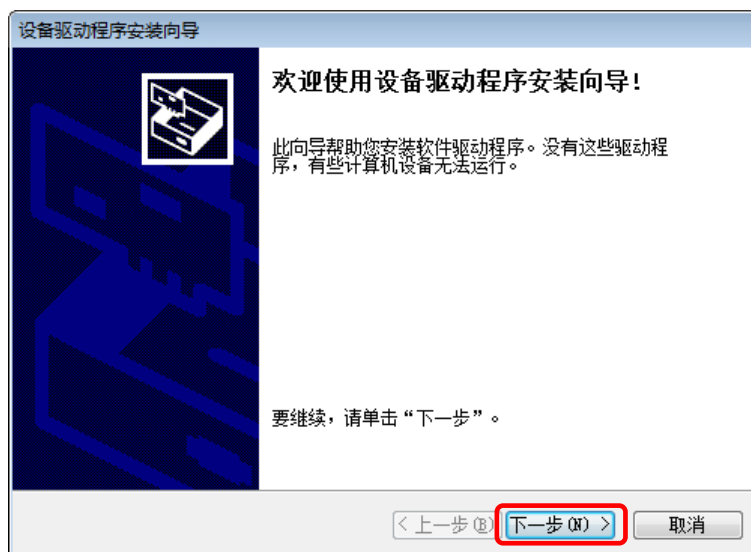 设备驱动程序安装向导
欢迎使用设备驱动程序安装向导!
此向导帮助您安装软件驱动程序。没有这些驱动程
序，有些计算机设备无法运行。
要继续，请单击“下一步”。
< 上一步(B) 下一步(N) > 取消